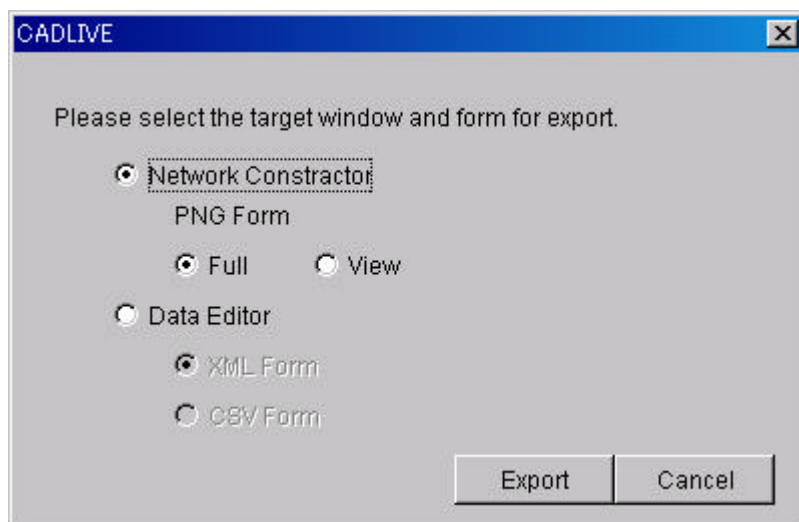 CADLIVE
Please select the target window and form for export.
Network Constractor
PNG Form
Full View
Data Editor
XML Form
CSV Form
Export Cancel